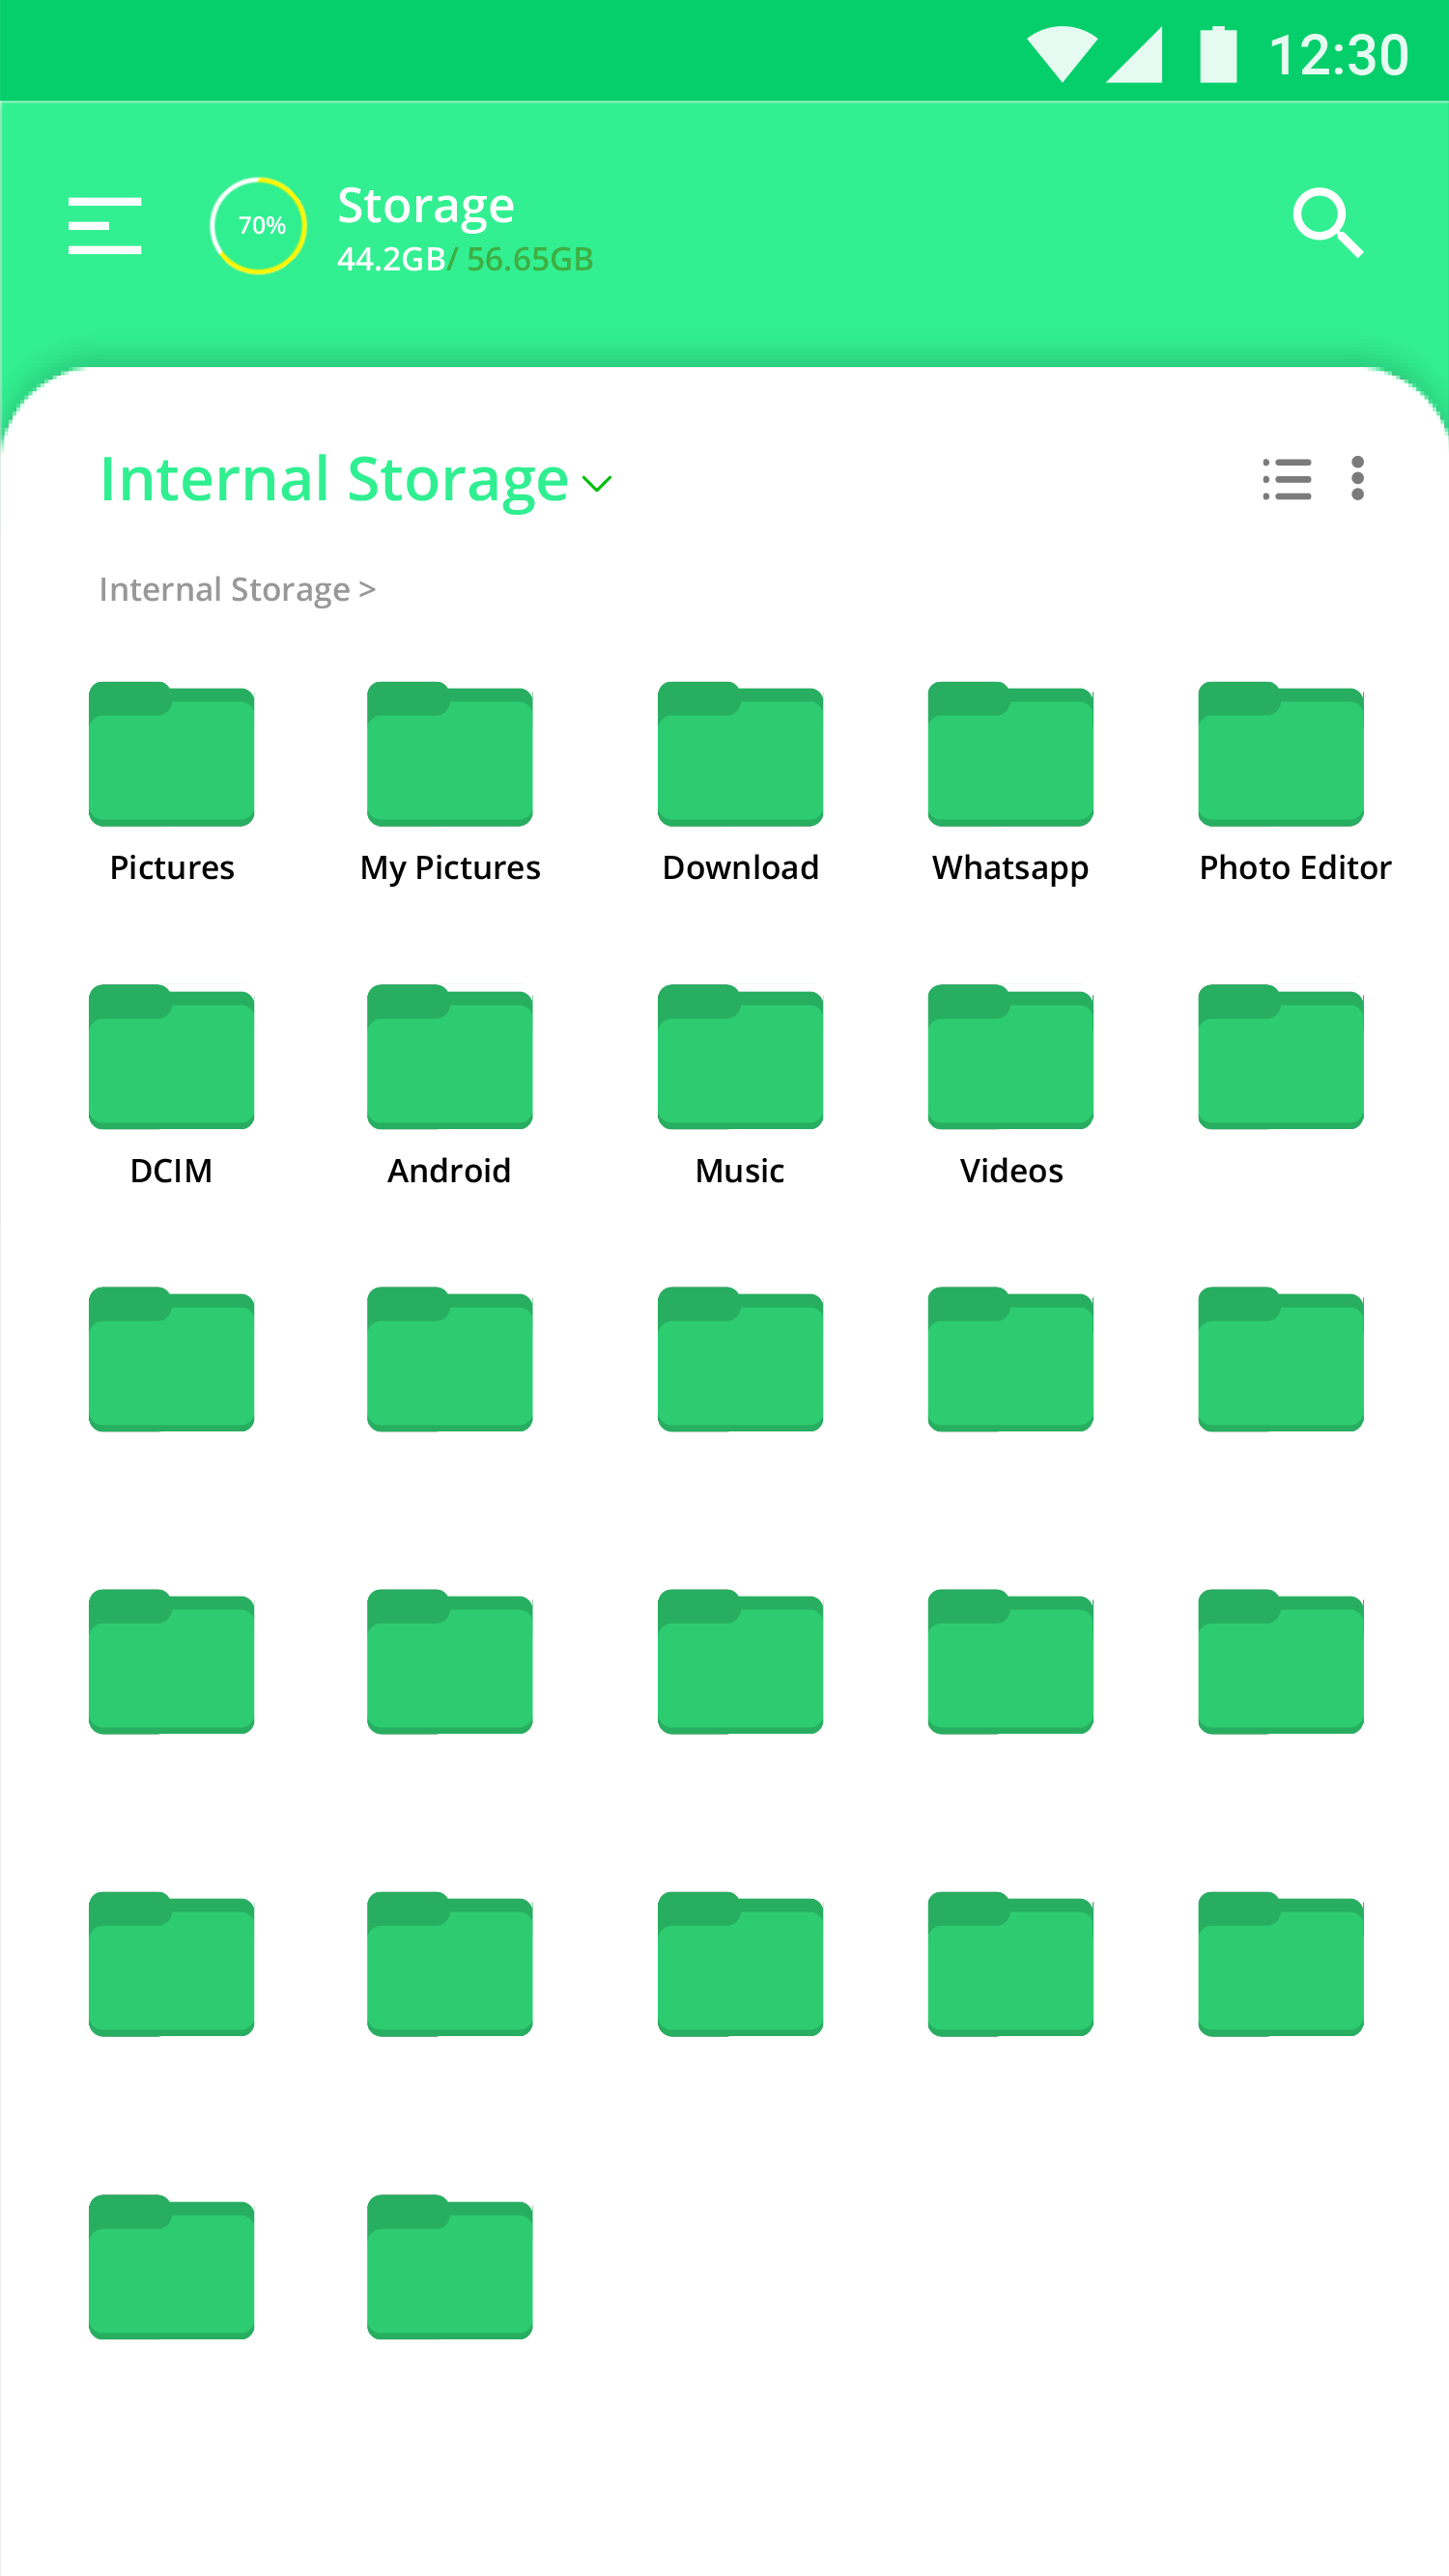 12:30
70%
Storage
44.2GB/ 56.65GB
Internal Storage
Internal Storage >
Pictures My Pictures Download Whatsapp Photo Editor
DCIM Android Music Videos